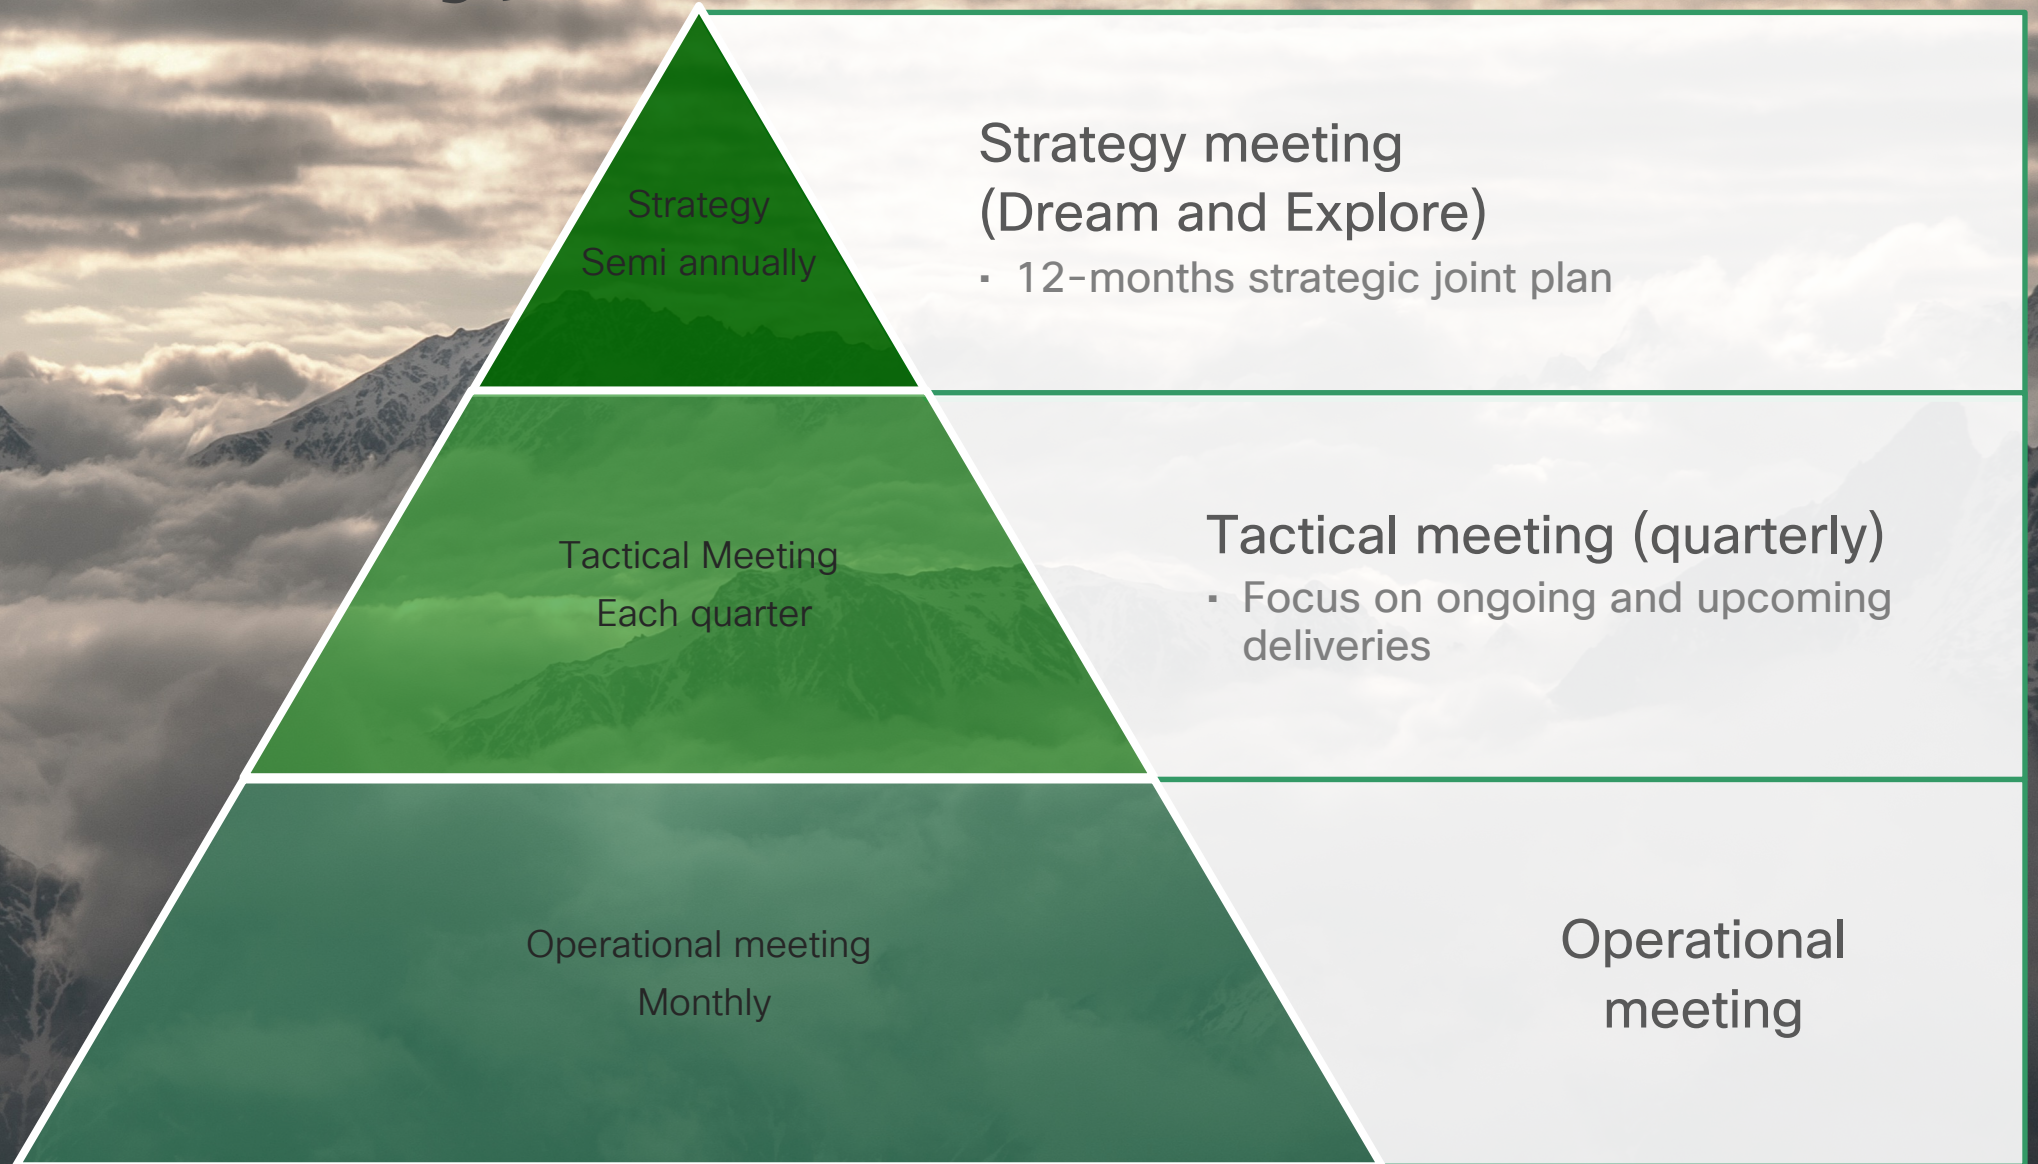 Strategy
Semi annually
Strategy meeting
(Dream and Explore)
▪ 12-months strategic joint plan
Tactical Meeting
Each quarter
Tactical meeting (quarterly)
▪ Focus on ongoing and upcoming
deliveries
Operational meeting
Monthly
Operational
meeting